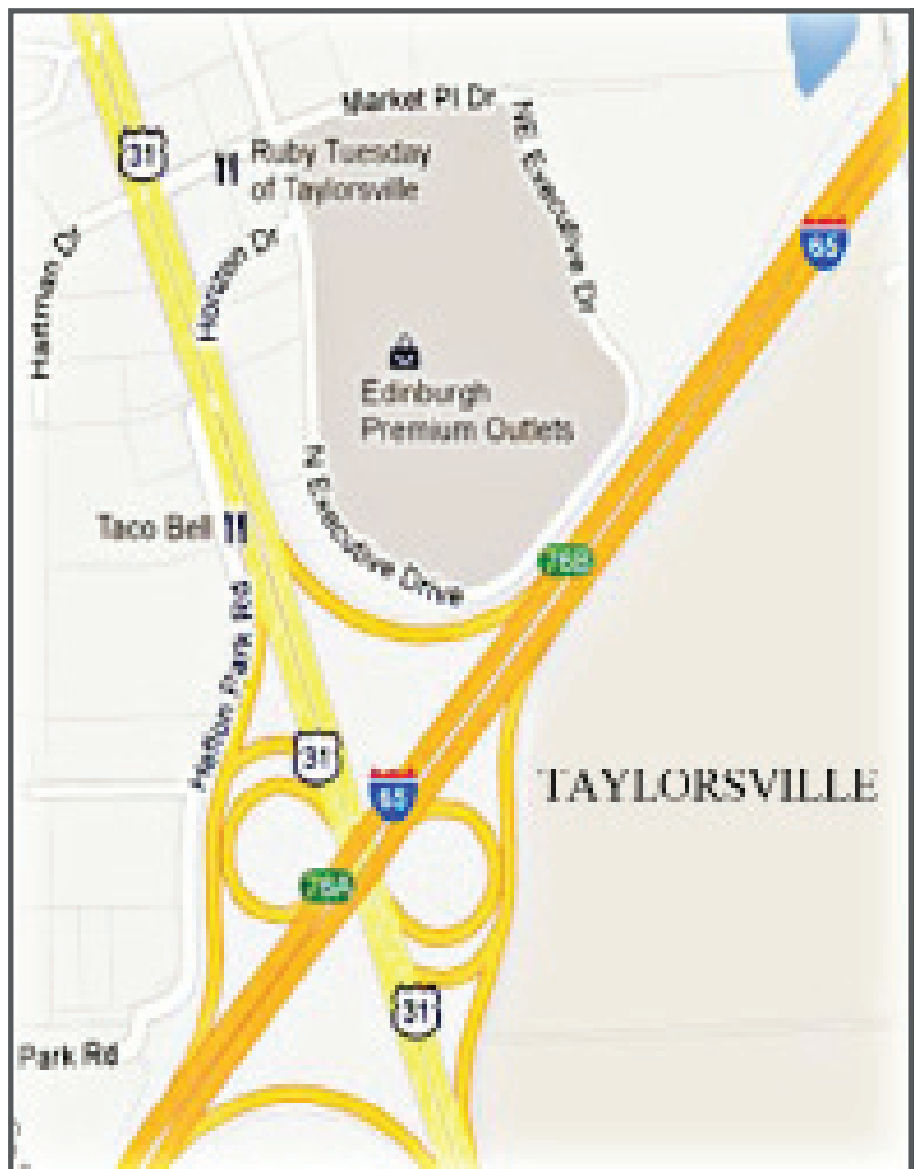 Market Pl Dr
NE Executive Dr
31
Ruby Tuesday
of Taylorsville
65
Hartman Dr
Horizon Dr
Edinburgh
Premium Outlets
N Executive Drive
Taco Bell
76B
Park Rd
31
65
TAYLORSVILLE
76A
31
Park Rd